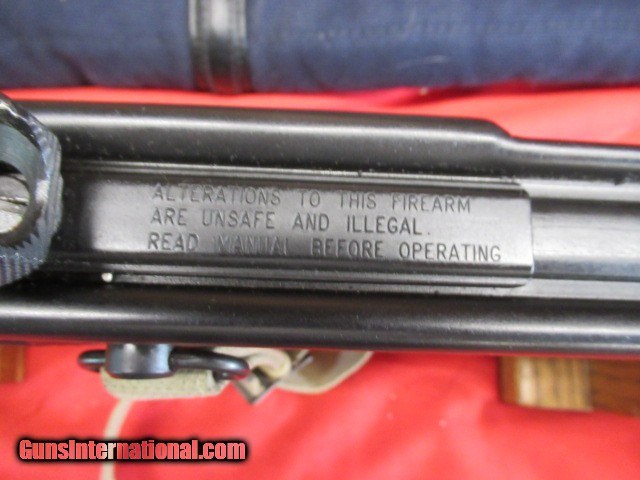 ALTERATIONS TO THIS FIREARM
ARE UNSAFE AND ILLEGAL.
READ MANUAL BEFORE OPERATING
GunsInternational.com